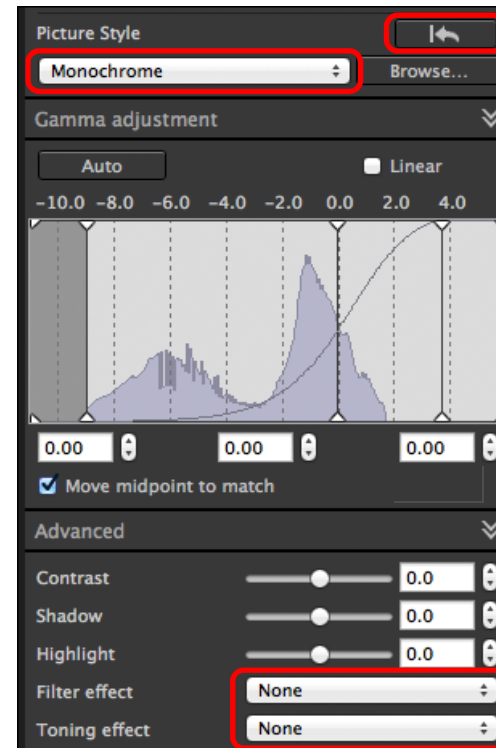 Picture Style
Monochrome Browse...
Gamma adjustment
Auto Linear
-10.0 -8.0 -6.0 -4.0 -2.0 0.0 2.0 4.0
0.00 0.00 0.00
Move midpoint to match
Advanced
Contrast 0.0
Shadow 0.0
Highlight 0.0
Filter effect None
Toning effect None